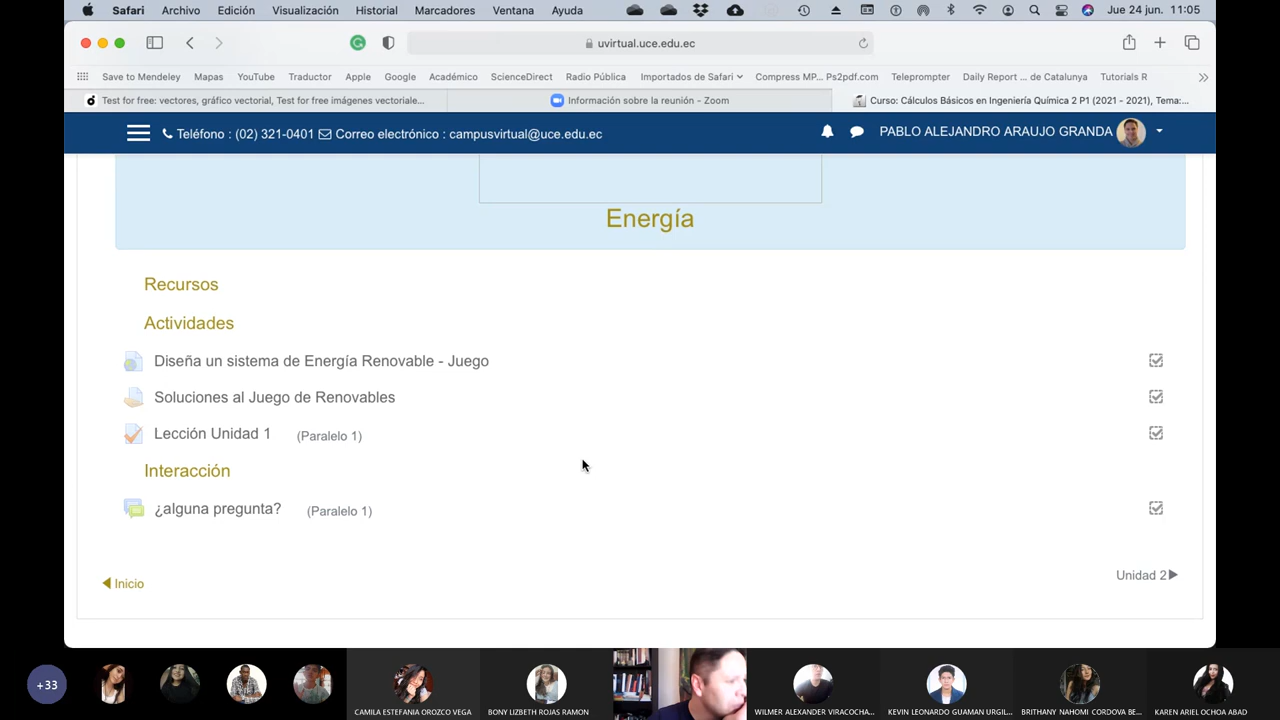 Safari Archivo Edición Visualización Historial Marcadores Ventana Ayuda Jue 24 jun. 11:05
uvirtual.uce.edu.ec
Save to Mendeley Mapas YouTube Traductor Apple Google Académico ScienceDirect Radio Pública Importados de Safari Compress MP... Ps2pdf.com Teleprompter Daily Report ... de Catalunya Tutorials R
Test for free: vectores, gráfico vectorial, Test for free imágenes vectoriale... Información sobre la reunión - Zoom Curso: Cálculos Básicos en Ingeniería Química 2 P1 (2021 - 2021), Tema:...
Teléfono : (02) 321-0401 Correo electrónico : campusvirtual@uce.edu.ec PABLO ALEJANDRO ARAUJO GRANDA
Energía
Recursos
Actividades
Diseña un sistema de Energía Renovable - Juego
Soluciones al Juego de Renovables
Lección Unidad 1 (Paralelo 1)
Interacción
¿alguna pregunta? (Paralelo 1)
Inicio Unidad 2
+33
CAMILA ESTEFANIA OROZCO VEGA BONY LIZBETH ROJAS RAMON WILMER ALEXANDER VIRACOCHA... KEVIN LEONARDO GUAMAN URGIL... BRITHANY NAHOMI CORDOVA BE... KAREN ARIEL OCHOA ABAD